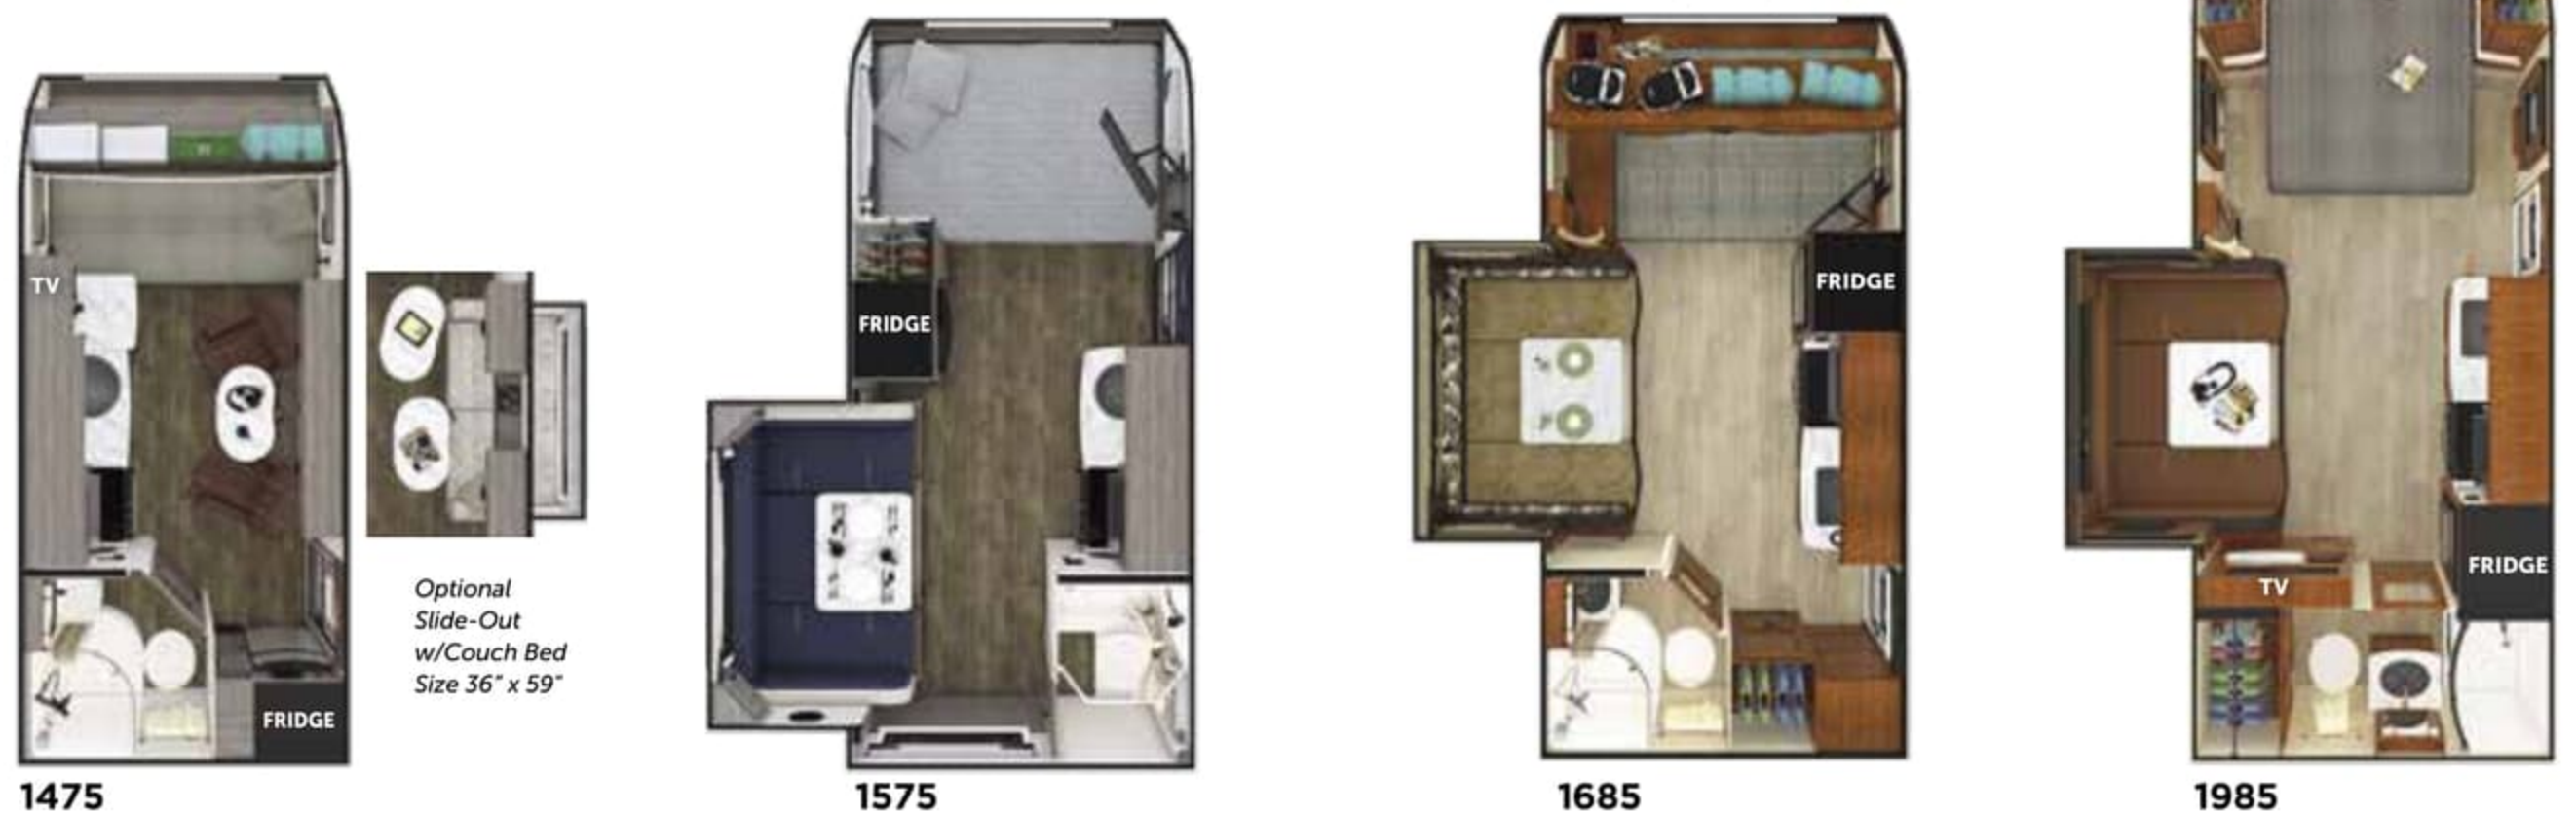 TV
FRIDGE
Optional
Slide-Out
w/Couch Bed
Size 36" x 59"
1475
FRIDGE
1575
FRIDGE
1685
TV
FRIDGE
1985